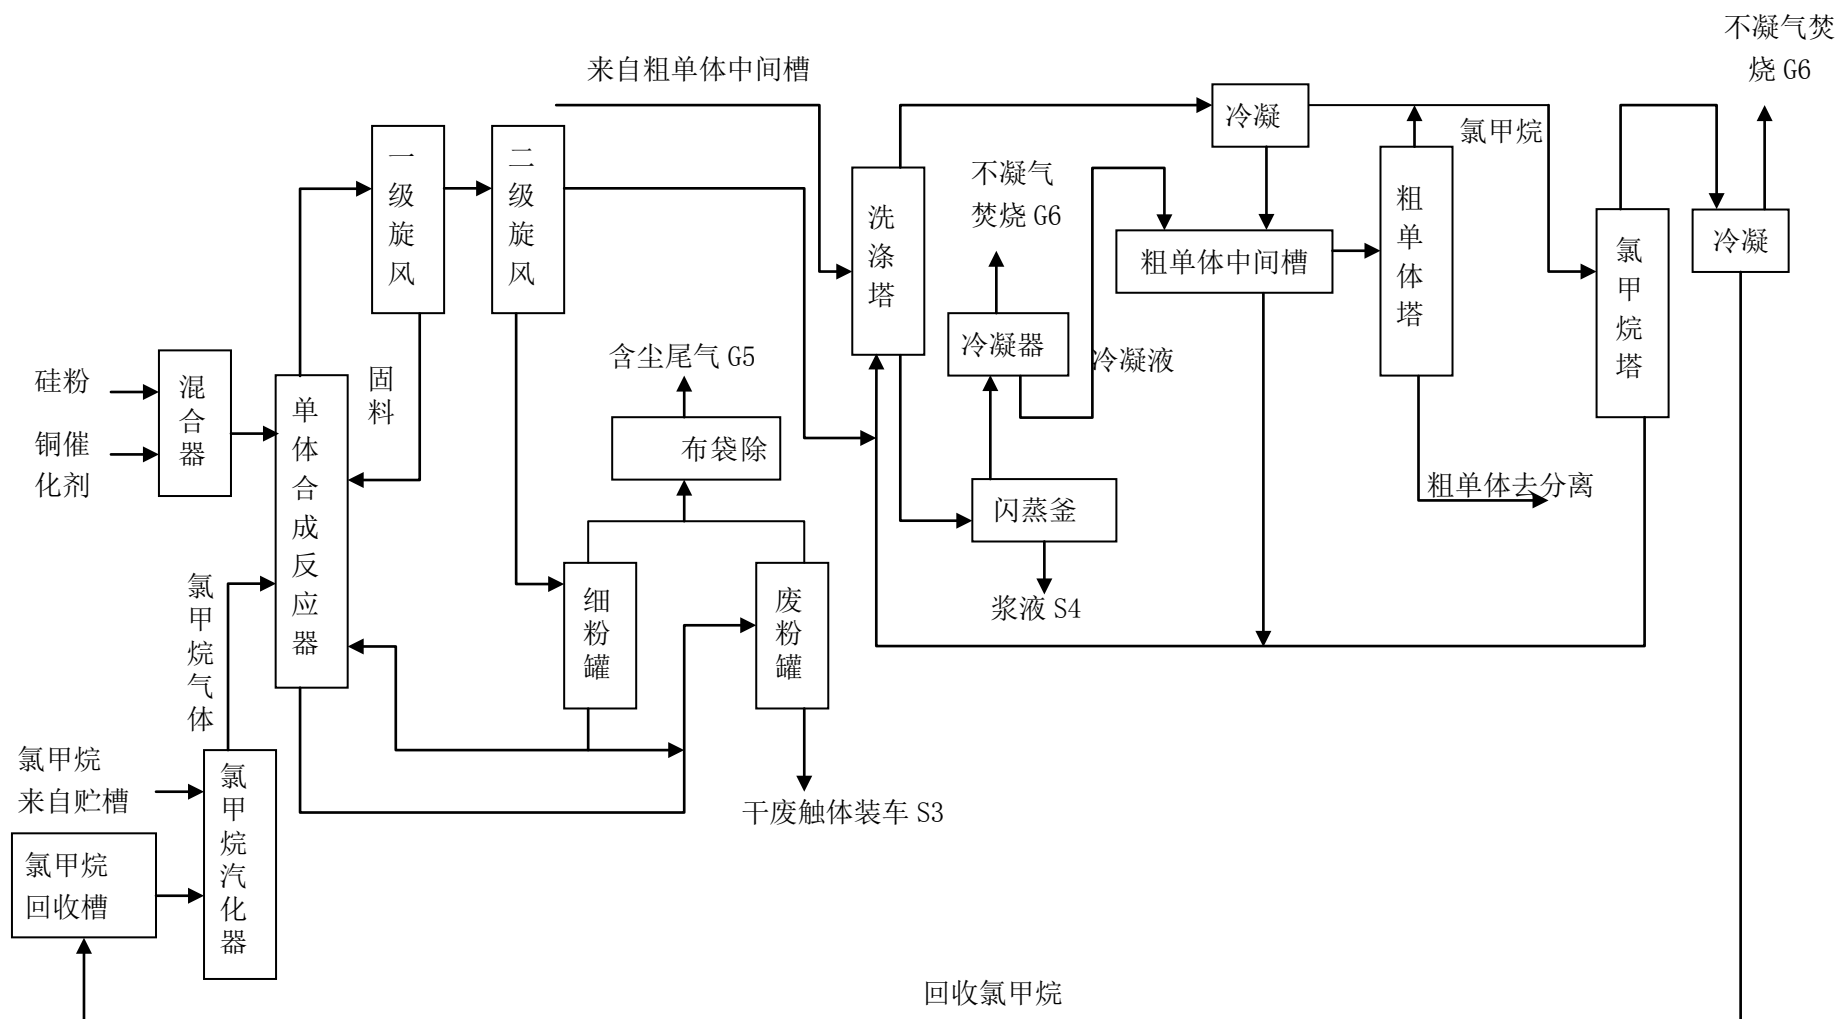 不凝气焚
烧 G6
来自粗单体中间槽
冷凝
氯甲烷
一级旋风
二级旋风
不凝气
焚烧 G6
洗涤塔
粗单体塔
粗单体中间槽
氯甲烷塔
冷凝
冷凝器
冷凝液
含尘尾气 G5
固料
硅粉
混合器
铜催
化剂
单体合成反应器
布袋除
粗单体去分离
闪蒸釜
浆液 S4
细粉罐
废粉罐
氯甲烷气体
氯甲烷
来自贮槽
氯甲烷汽化器
干废触体装车 S3
氯甲烷
回收槽
回收氯甲烷